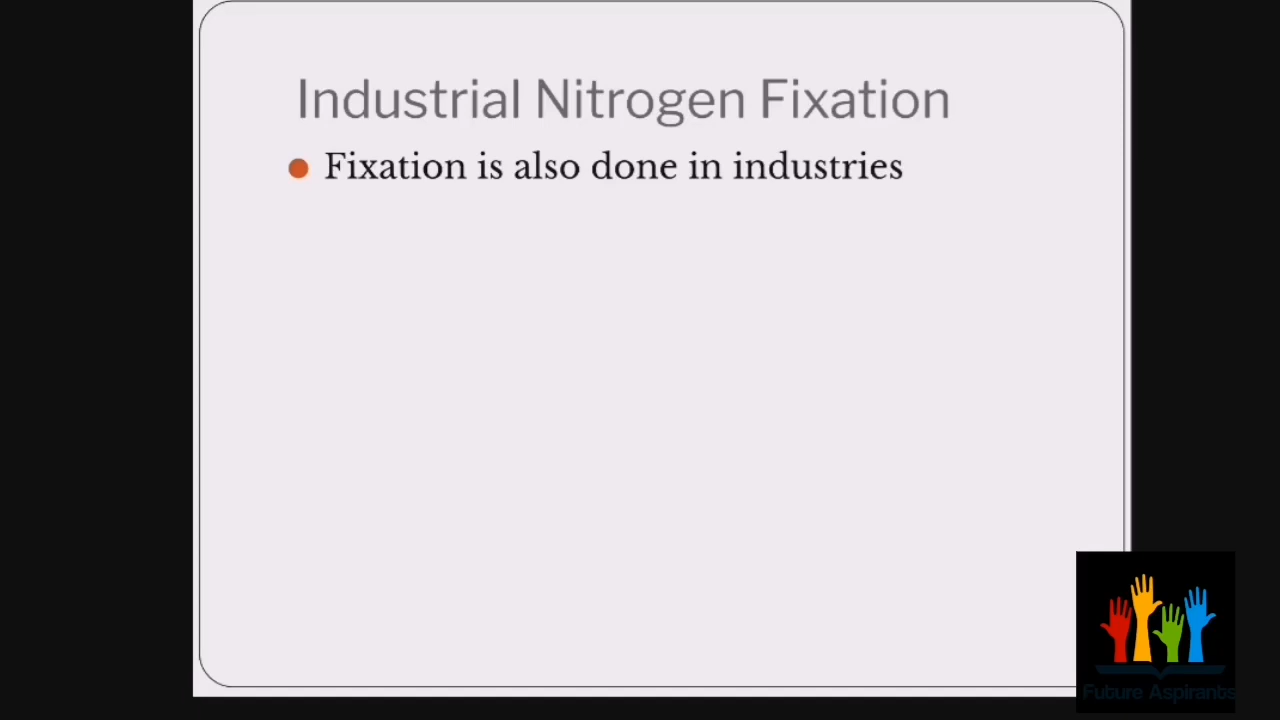 Industrial Nitrogen Fixation
Fixation is also done in industries
Future Aspirants